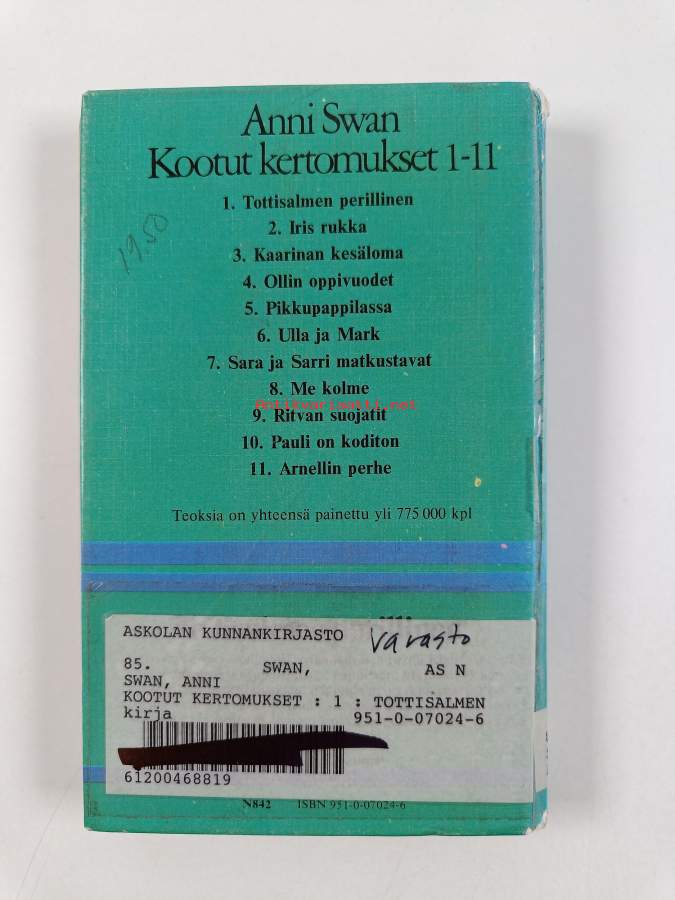 Anni Swan
Kootut kertomukset 1-11
1. Tottisalmen perillinen
2. Iris rukka
19.50
3. Kaarinan kesäloma
4. Ollin oppivuodet
5. Pikkupappilassa
6. Ulla ja Mark
7. Sara ja Sarri matkustavat
8. Me kolme
Antikvariaatti.net
9. Ritvan suojatit
10. Pauli on koditon
11. Arnellin perhe
Teoksia on yhteensä painettu yli 775 000 kpl
ASKOLAN KUNNANKIRJASTO varasto
85. SWAN, AS N
SWAN, ANNI
KOOTUT KERTOMUKSET : 1 : TOTTISALMEN
kirja 951-0-07024-6
61200468819
N842 ISBN 951-0-07024-6